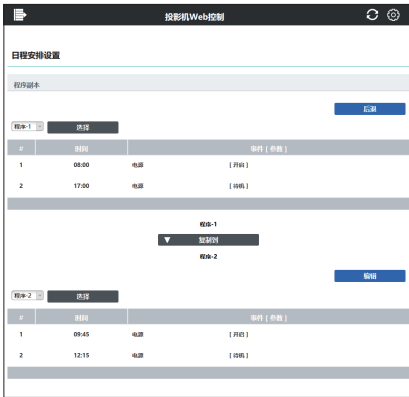 投影机Web控制
日程安排设置
程序副本
后退
程序-1 选择
# 时间 事件 [ 参数 ]
1 08:00 电源 [ 开启 ]
2 17:00 电源 [ 待机 ]
程序-1
▼ 复制到
程序-2
编辑
程序-2 选择
# 时间 事件 [ 参数 ]
1 09:45 电源 [ 开启 ]
2 12:15 电源 [ 待机 ]